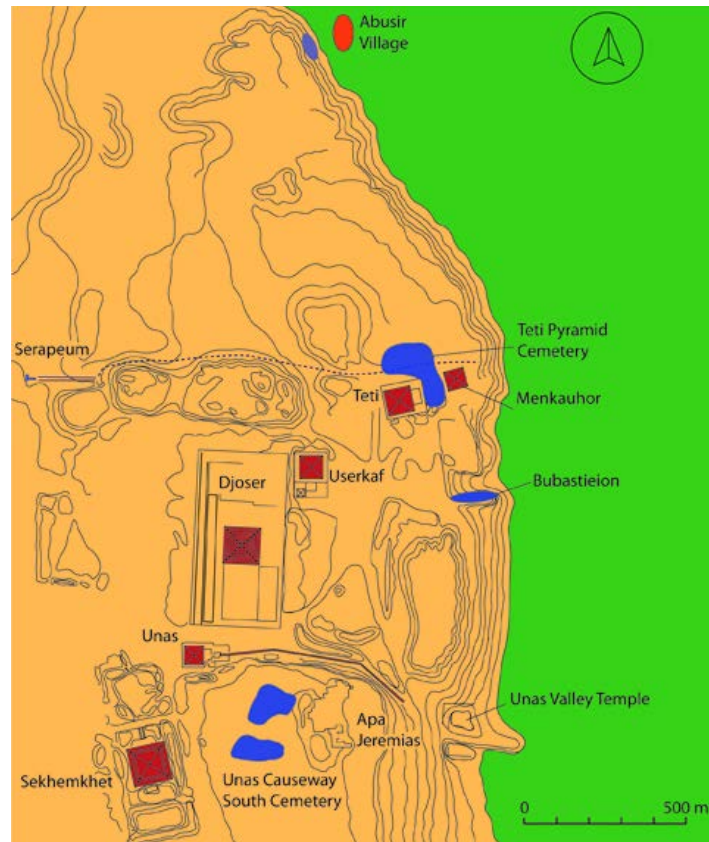 Abusir
Village
Serapeum
Teti Pyramid
Cemetery
Teti
Menkauhor
Djoser
Userkaf
Bubastieion
Unas
Unas Valley Temple
Apa
Jeremias
Sekhemkhet
Unas Causeway
South Cemetery
0 500 m